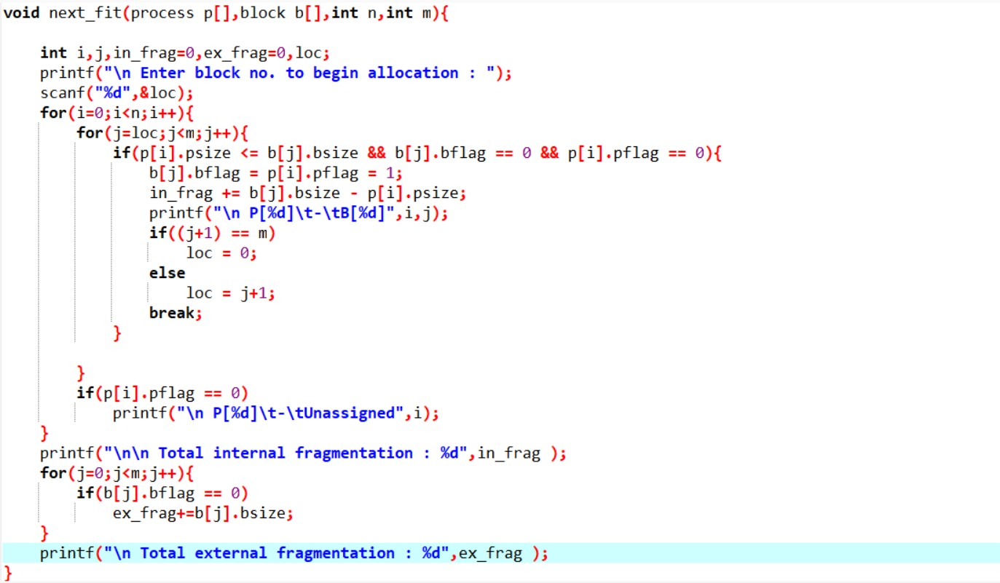 void next_fit(process p[],block b[],int n,int m){
int i,j,in_frag=0,ex_frag=0,loc;
printf("\n Enter block no. to begin allocation : ");
scanf("%d",&loc);
for(i=0;i<n;i++){
for(j=loc;j<m;j++){
if(p[i].psize <= b[j].bsize && b[j].bflag == 0 && p[i].pflag == 0){
b[j].bflag = p[i].pflag = 1;
in_frag += b[j].bsize - p[i].psize;
printf("\n P[%d]\t-\tB[%d]",i,j);
if((j+1) == m)
loc = 0;
else
loc = j+1;
break;
}
}
if(p[i].pflag == 0)
printf("\n P[%d]\t-\tUnassigned",i);
}
printf("\n\n Total internal fragmentation : %d",in_frag );
for(j=0;j<m;j++){
if(b[j].bflag == 0)
ex_frag+=b[j].bsize;
}
printf("\n Total external fragmentation : %d",ex_frag );
}